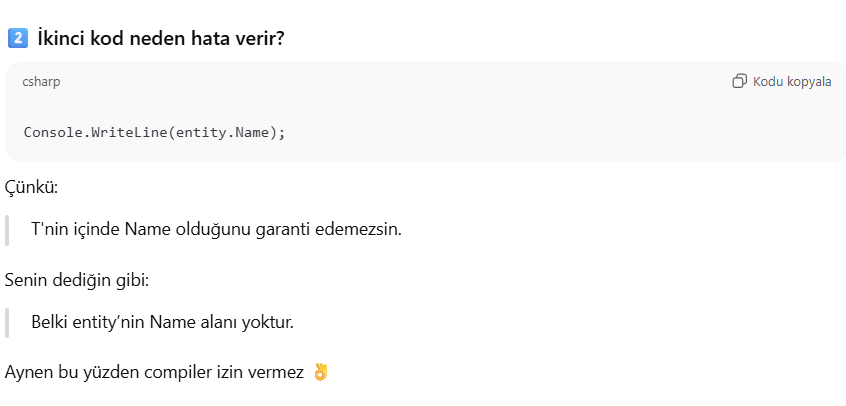 2 İkinci kod neden hata verir?
csharp
Kodu kopyala
Console.WriteLine(entity.Name);
Çünkü:
T'nin içinde Name olduğunu garanti edemezsin.
Senin dediğin gibi:
Belki entity’nin Name alanı yoktur.
Aynen bu yüzden compiler izin vermez 👌